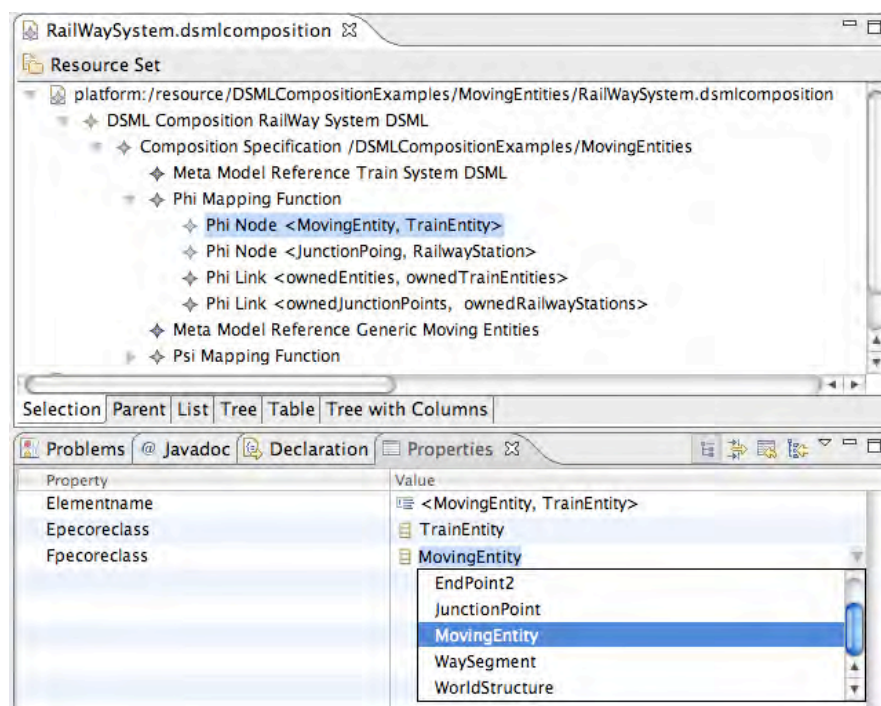 RailWaySystem.dsmlcomposition
Resource Set
platform:/resource/DSMLCompositionExamples/MovingEntities/RailWaySystem.dsmlcomposition
DSML Composition RailWay System DSML
Composition Specification /DSMLCompositionExamples/MovingEntities
Meta Model Reference Train System DSML
Phi Mapping Function
Phi Node <MovingEntity, TrainEntity>
Phi Node <JunctionPoing, RailwayStation>
Phi Link <ownedEntities, ownedTrainEntities>
Phi Link <ownedJunctionPoints, ownedRailwayStations>
Meta Model Reference Generic Moving Entities
Psi Mapping Function
Selection Parent List Tree Table Tree with Columns
Problems @ Javadoc Declaration Properties
Property Value
Elementname <MovingEntity, TrainEntity>
Epecoreclass TrainEntity
Fpecoreclass MovingEntity
EndPoint2
JunctionPoint
MovingEntity
WaySegment
WorldStructure